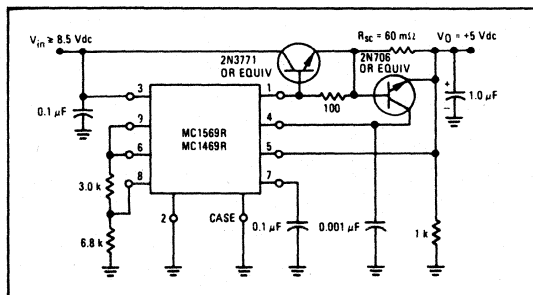 Vin ≥ 8.5 Vdc
RSC = 60 mΩ
VO = +5 Vdc
2N3771
OR EQUIV
2N706
OR EQUIV
+
−
1.0 µF
0.1 µF
3
1
100
9
4
MC1569R
MC1469R
6
5
3.0 k
8
7
2
CASE
6.8 k
0.1 µF
0.001 µF
1 k